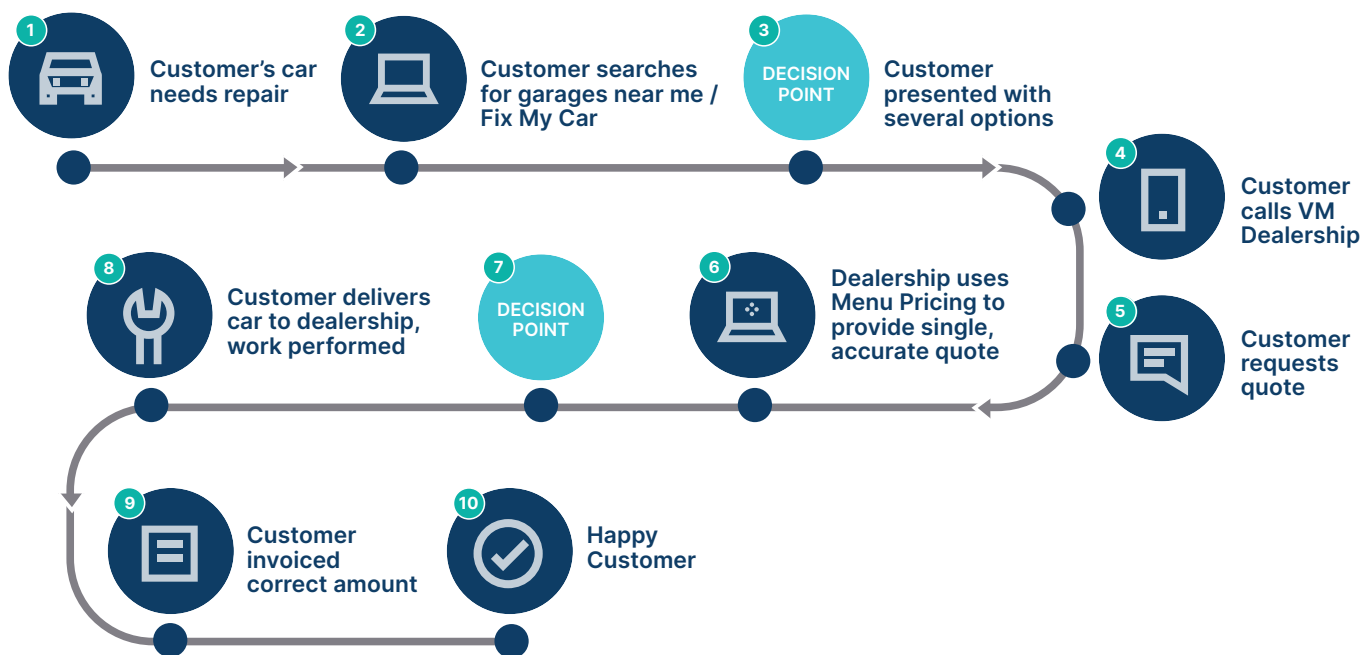 1
Customer's car
needs repair
2
Customer searches
for garages near me /
Fix My Car
3
DECISION
POINT
Customer
presented with
several options
4
Customer
calls VM
Dealership
5
Customer
requests
quote
6
Dealership uses
Menu Pricing to
provide single,
accurate quote
7
DECISION
POINT
8
Customer delivers
car to dealership,
work performed
9
Customer
invoiced
correct amount
10
Happy
Customer